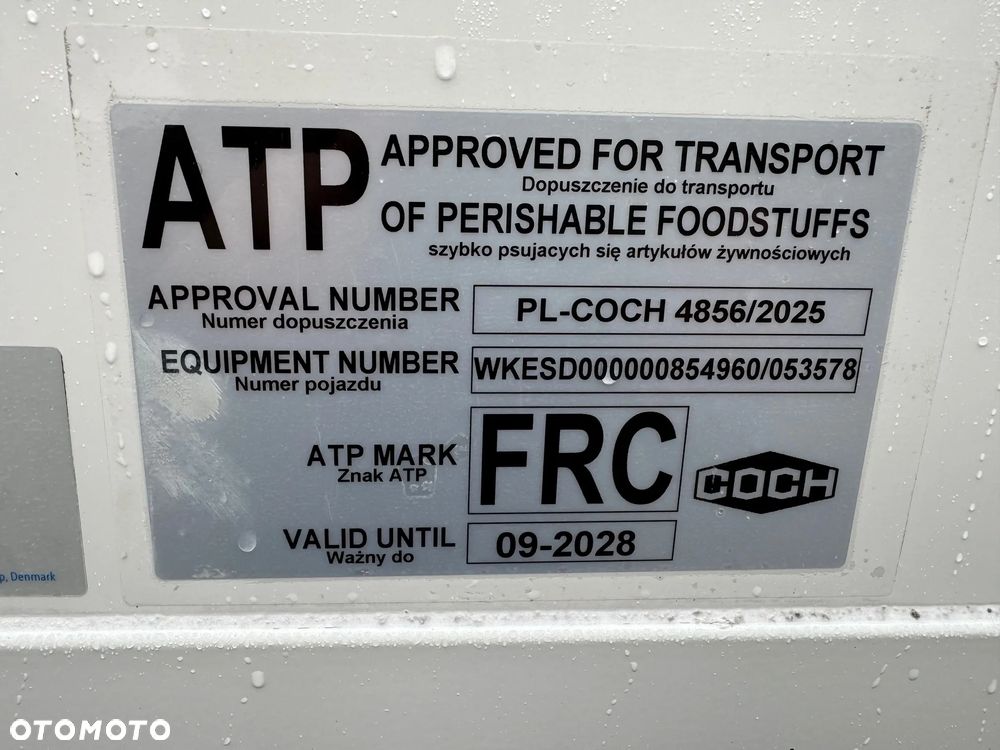 ATP
APPROVED FOR TRANSPORT
Dopuszczenie do transportu
OF PERISHABLE FOODSTUFFS
szybko psujacych się artykułów żywnościowych
APPROVAL NUMBER
Numer dopuszczenia
PL-COCH 4856/2025
EQUIPMENT NUMBER
Numer pojazdu
WKESD000000854960/053578
ATP MARK
Znak ATP
FRC
COCH
VALID UNTIL
Ważny do
09-2028
Denmark
OTOMOTO